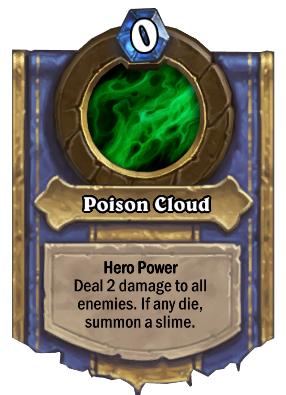 0
Poison Cloud
Hero Power
Deal 2 damage to all
enemies. If any die,
summon a slime.